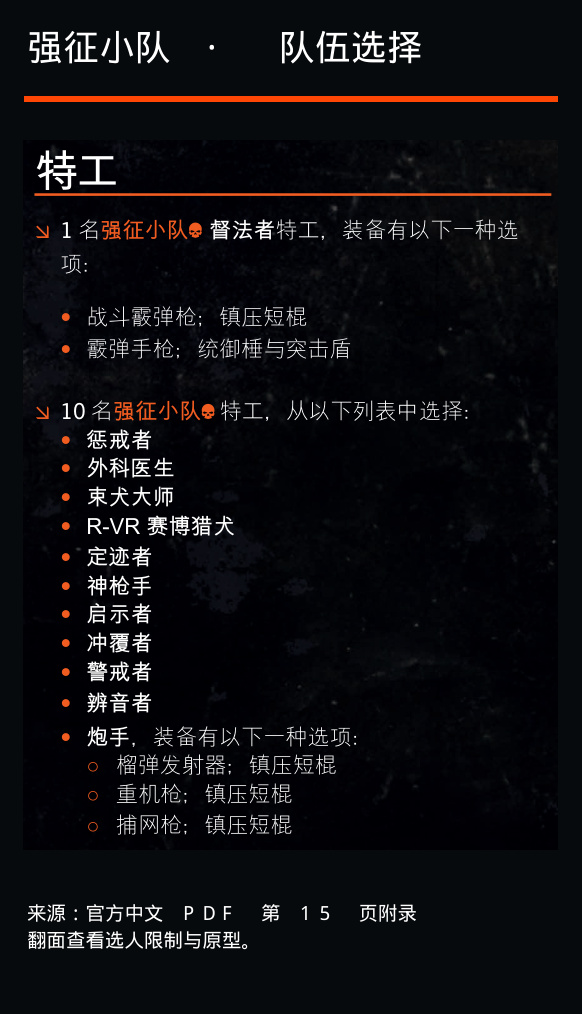 强征小队 · 队伍选择
特工
1 名强征小队 督法者特工，装备有以下一种选
项:
战斗霰弹枪；镇压短棍
霰弹手枪；统御棰与突击盾
10 名强征小队 特工，从以下列表中选择:
惩戒者
外科医生
束犬大师
R-VR 赛博猎犬
定迹者
神枪手
启示者
冲覆者
警戒者
辨音者
炮手，装备有以下一种选项:
榴弹发射器；镇压短棍
重机枪；镇压短棍
捕网枪；镇压短棍
来源：官方中文 PDF 第 15 页附录
翻面查看选人限制与原型。